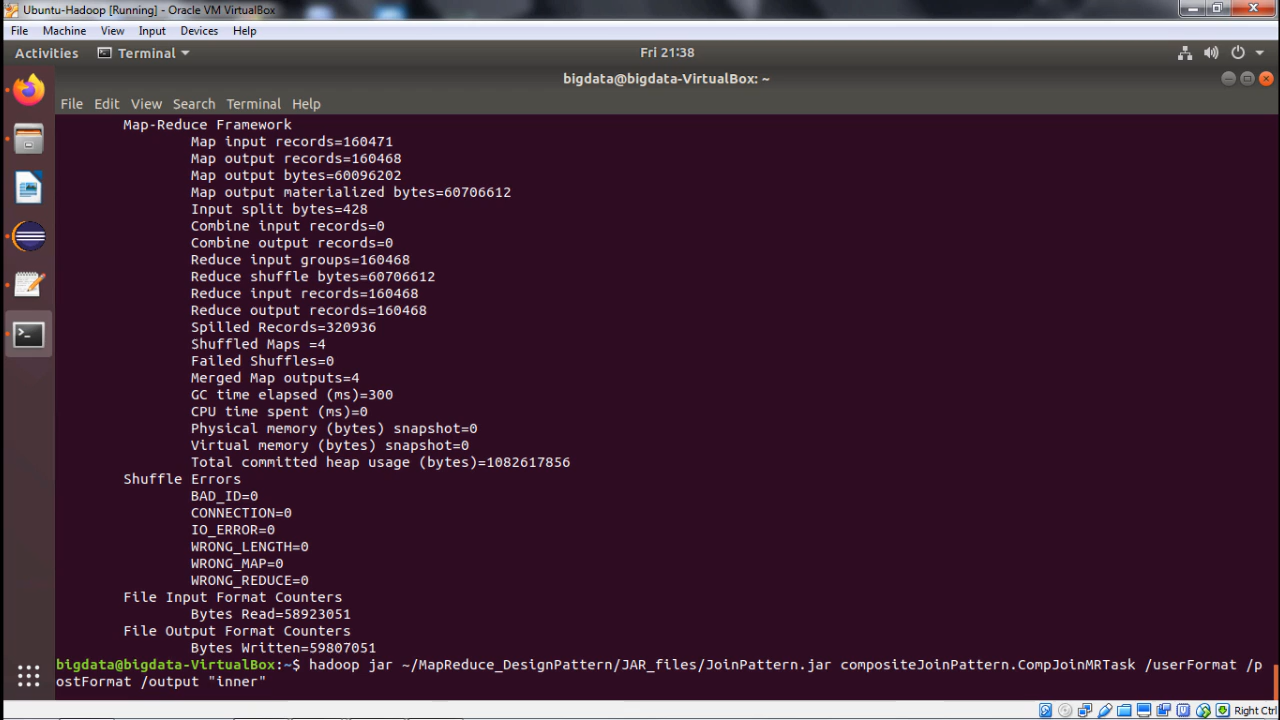 Ubuntu-Hadoop [Running] - Oracle VM VirtualBox
File Machine View Input Devices Help
Activities Terminal Fri 21:38
bigdata@bigdata-VirtualBox: ~
File Edit View Search Terminal Help
Map-Reduce Framework
Map input records=160471
Map output records=160468
Map output bytes=60096202
Map output materialized bytes=60706612
Input split bytes=428
Combine input records=0
Combine output records=0
Reduce input groups=160468
Reduce shuffle bytes=60706612
Reduce input records=160468
Reduce output records=160468
Spilled Records=320936
Shuffled Maps =4
Failed Shuffles=0
Merged Map outputs=4
GC time elapsed (ms)=300
CPU time spent (ms)=0
Physical memory (bytes) snapshot=0
Virtual memory (bytes) snapshot=0
Total committed heap usage (bytes)=1082617856
Shuffle Errors
BAD_ID=0
CONNECTION=0
IO_ERROR=0
WRONG_LENGTH=0
WRONG_MAP=0
WRONG_REDUCE=0
File Input Format Counters
Bytes Read=58923051
File Output Format Counters
Bytes Written=59807051
bigdata@bigdata-VirtualBox:~$ hadoop jar ~/MapReduce_DesignPattern/JAR_files/JoinPattern.jar compositeJoinPattern.CompJoinMRTask /userFormat /p
ostFormat /output "inner"
Right Ctrl